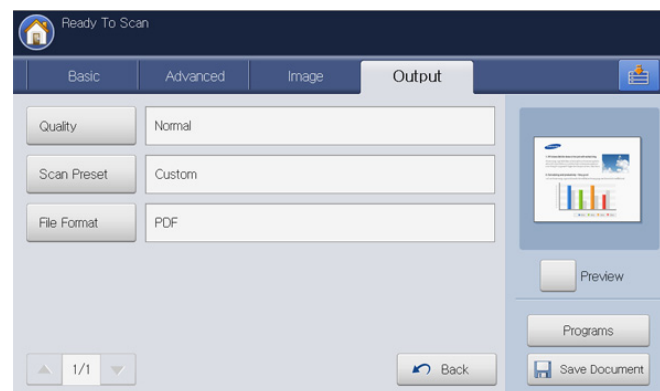 Ready To Scan
Basic
Advanced
Image
Output
Quality
Normal
Scan Preset
Custom
File Format
PDF
Preview
Programs
1/1
Back
Save Document